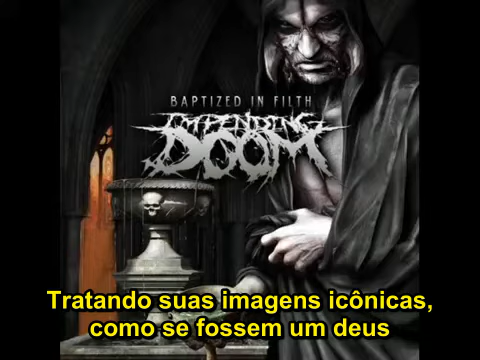 BAPTIZED IN FILTH
IMPENDING
DOOM
Tratando suas imagens icônicas,
como se fossem um deus